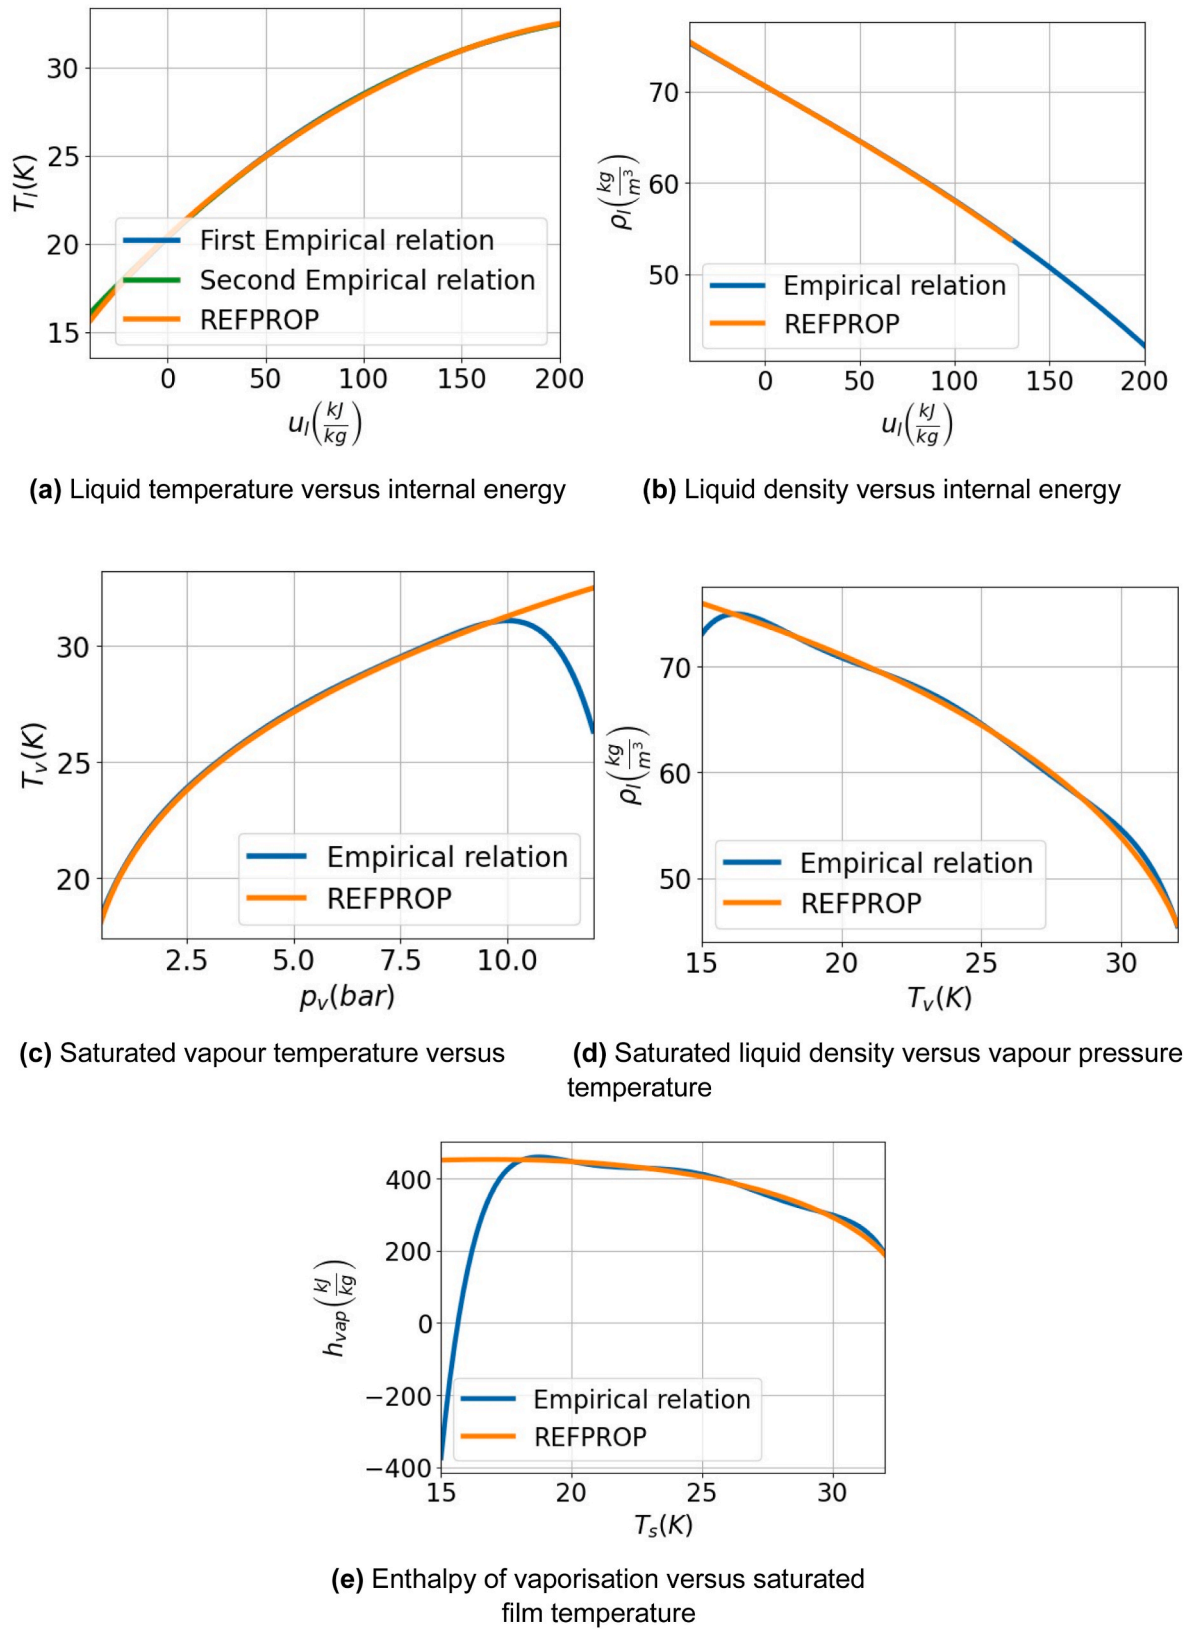 30
25
20
15
T_l(K)
First Empirical relation
Second Empirical relation
REFPROP
0 50 100 150 200
u_l(kJ/kg)
(a) Liquid temperature versus internal energy
70
60
50
ρ_l(kg/m³)
Empirical relation
REFPROP
0 50 100 150 200
u_l(kJ/kg)
(b) Liquid density versus internal energy
30
25
20
T_v(K)
Empirical relation
REFPROP
2.5 5.0 7.5 10.0
p_v(bar)
(c) Saturated vapour temperature versus
70
60
50
ρ_l(kg/m³)
Empirical relation
REFPROP
15 20 25 30
T_v(K)
(d) Saturated liquid density versus vapour pressure
temperature
400
200
0
−200
−400
h_vap(kJ/kg)
Empirical relation
REFPROP
15 20 25 30
T_s(K)
(e) Enthalpy of vaporisation versus saturated
film temperature